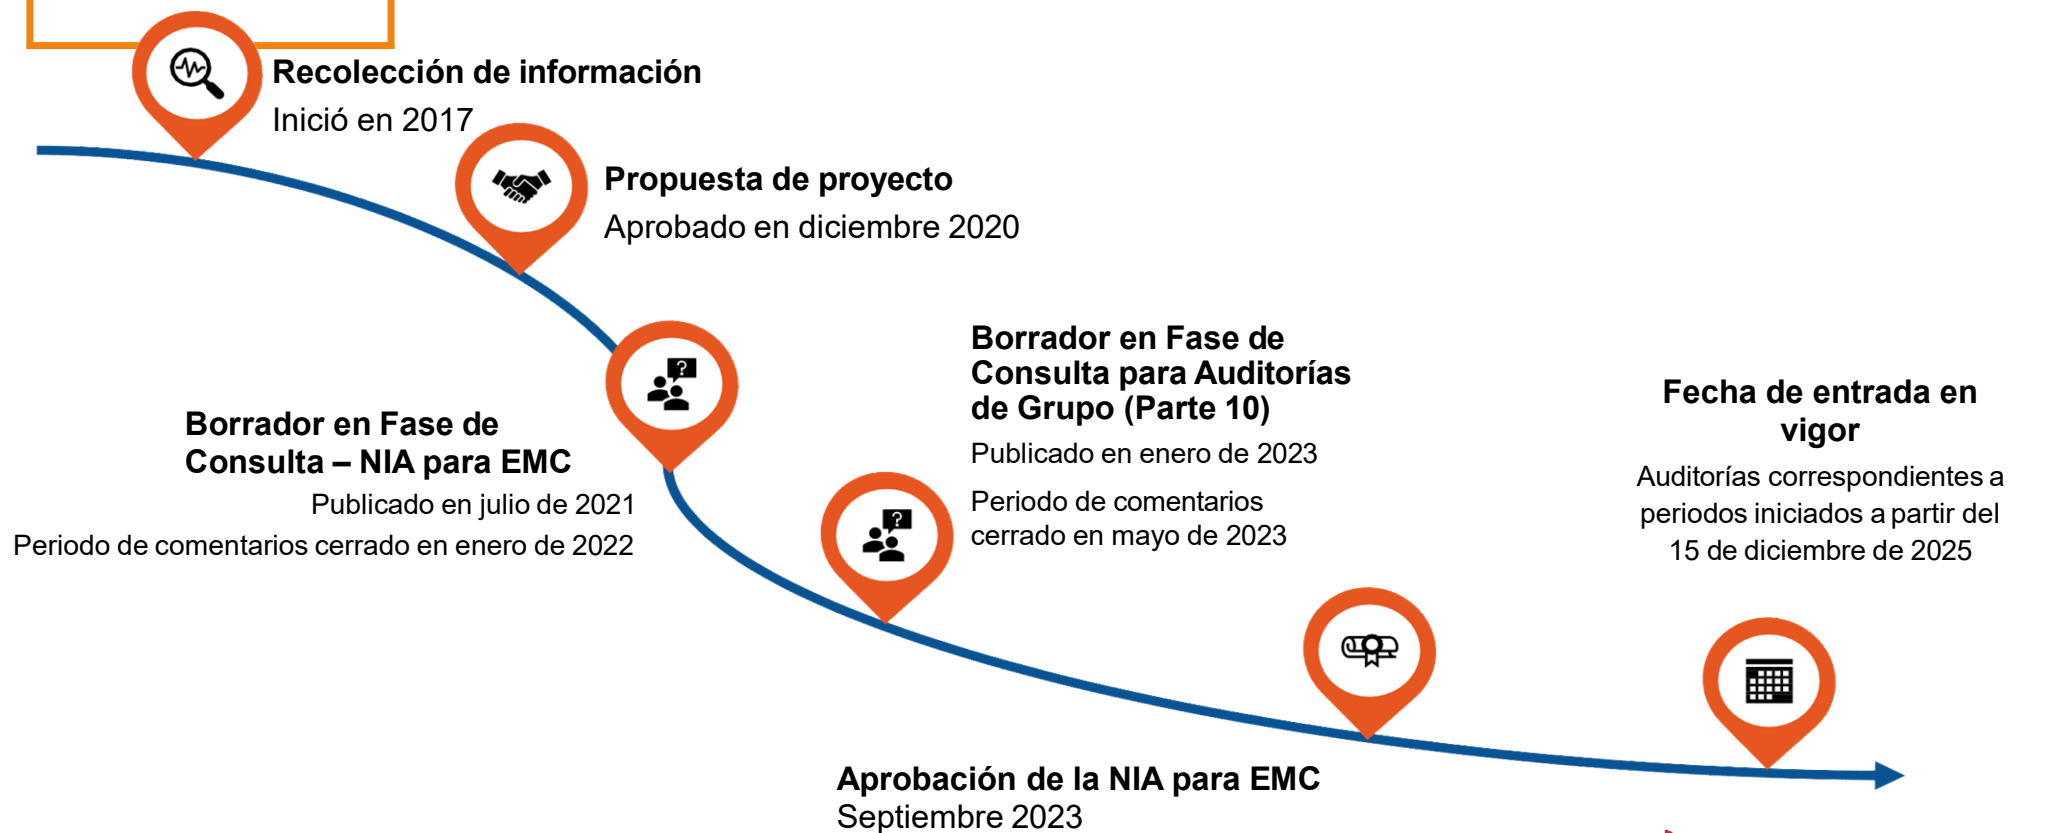 Recolección de información
Inició en 2017
Propuesta de proyecto
Aprobado en diciembre 2020
Borrador en Fase de
Consulta – NIA para EMC
Publicado en julio de 2021
Periodo de comentarios cerrado en enero de 2022
Borrador en Fase de
Consulta para Auditorías
de Grupo (Parte 10)
Publicado en enero de 2023
Periodo de comentarios
cerrado en mayo de 2023
Aprobación de la NIA para EMC
Septiembre 2023
Fecha de entrada en
vigor
Auditorías correspondientes a
periodos iniciados a partir del
15 de diciembre de 2025